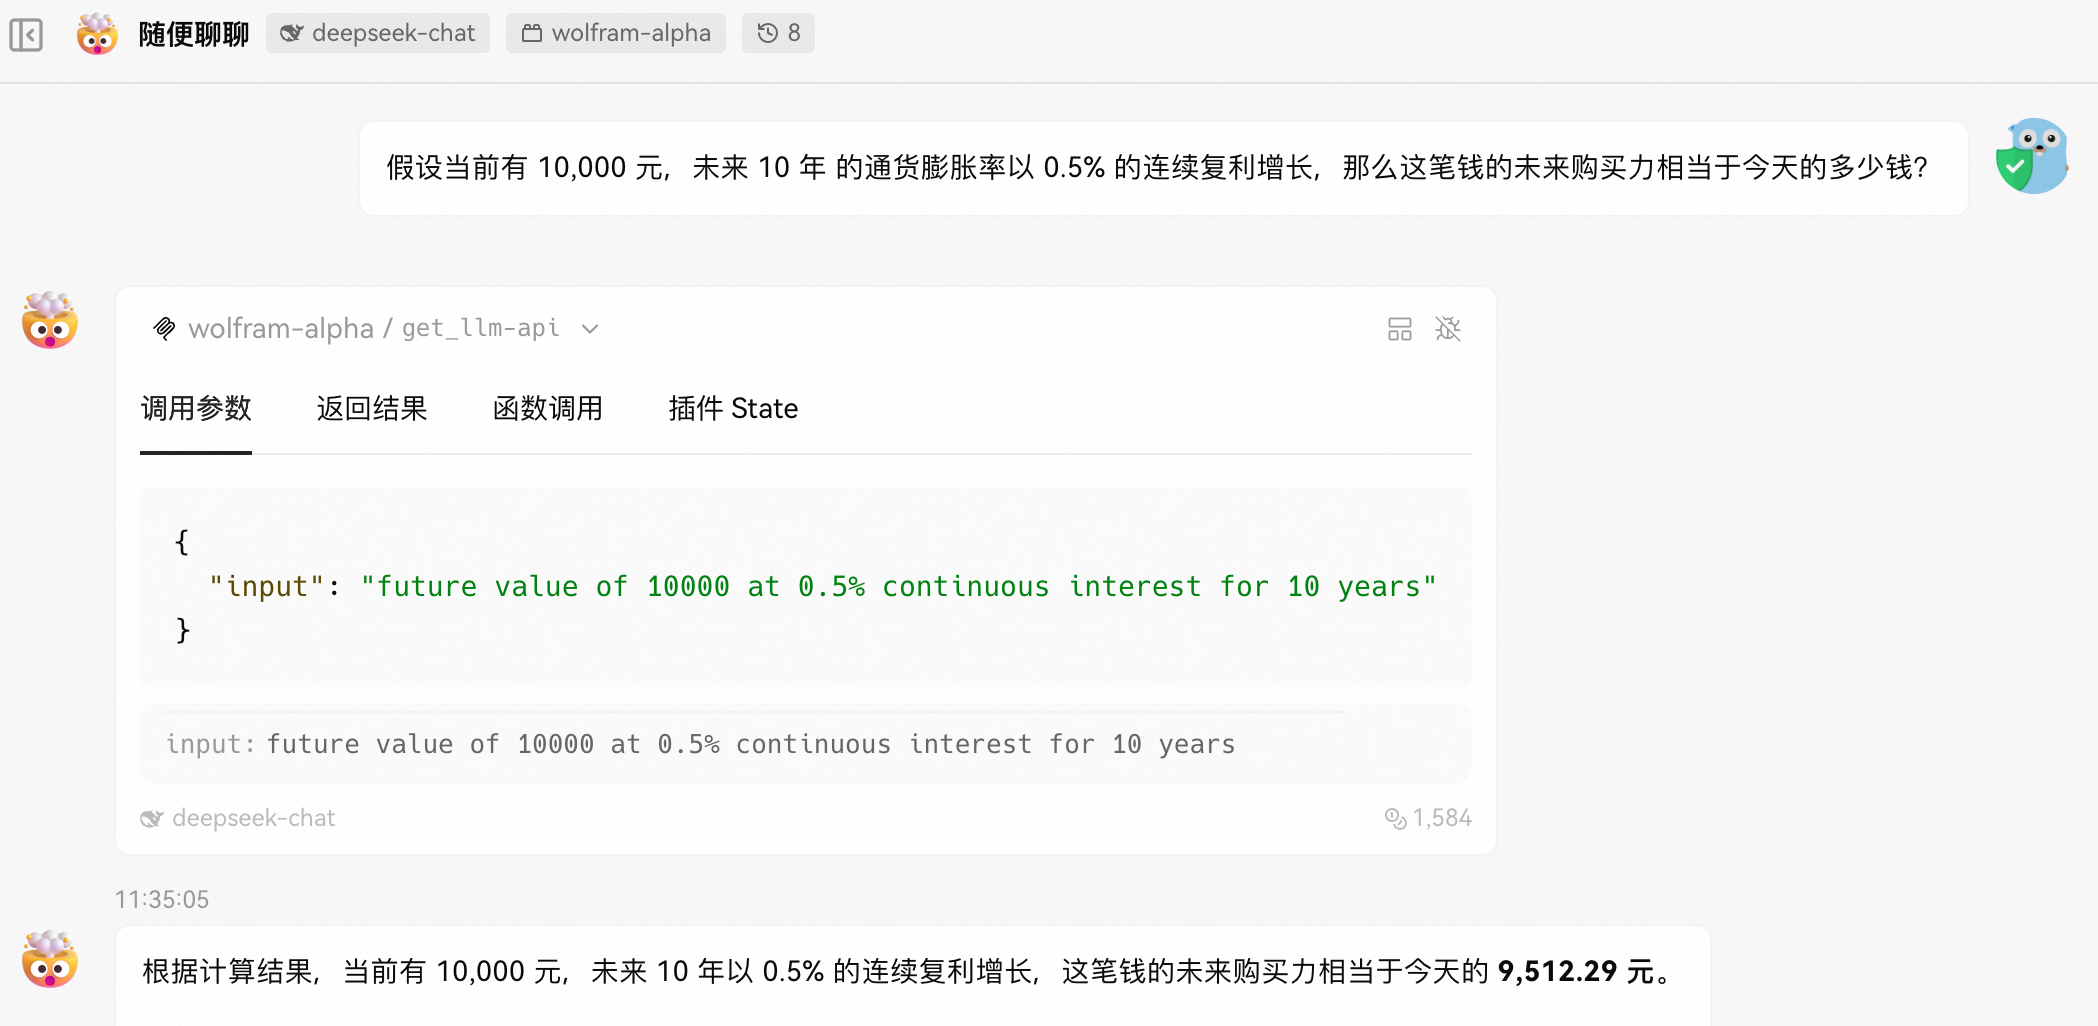 随便聊聊 deepseek-chat wolfram-alpha 8
假设当前有 10,000 元，未来 10 年 的通货膨胀率以 0.5% 的连续复利增长，那么这笔钱的未来购买力相当于今天的多少钱？
wolfram-alpha / get_llm-api
调用参数 返回结果 函数调用 插件 State
{
"input": "future value of 10000 at 0.5% continuous interest for 10 years"
}
input: future value of 10000 at 0.5% continuous interest for 10 years
deepseek-chat 1,584
11:35:05
根据计算结果，当前有 10,000 元，未来 10 年以 0.5% 的连续复利增长，这笔钱的未来购买力相当于今天的 9,512.29 元。